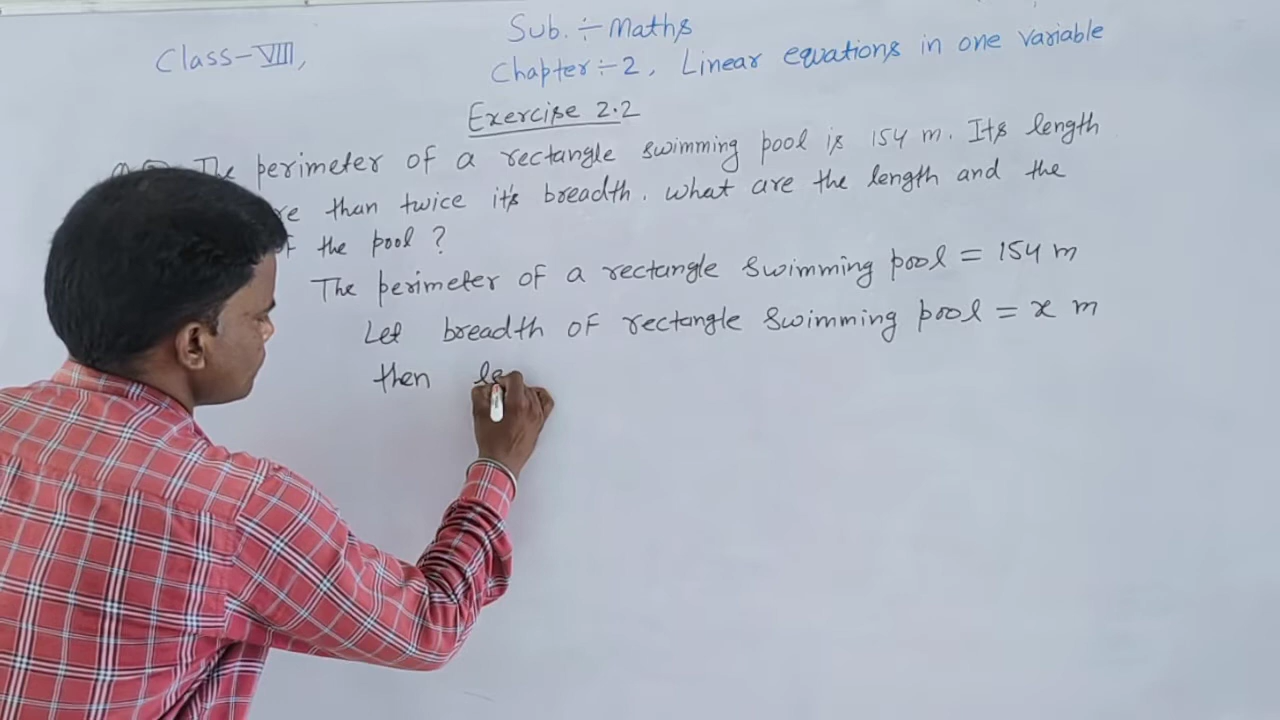 Sub. ÷ Maths
Class-VIII,
Chapter ÷ 2, Linear equations in one variable
Exercise 2.2
The perimeter of a rectangle swimming pool is 154 m. Its length
than twice it's breadth. what are the length and the
the pool ?
The perimeter of a rectangle swimming pool = 154 m
Let breadth of rectangle swimming pool = x m
then le